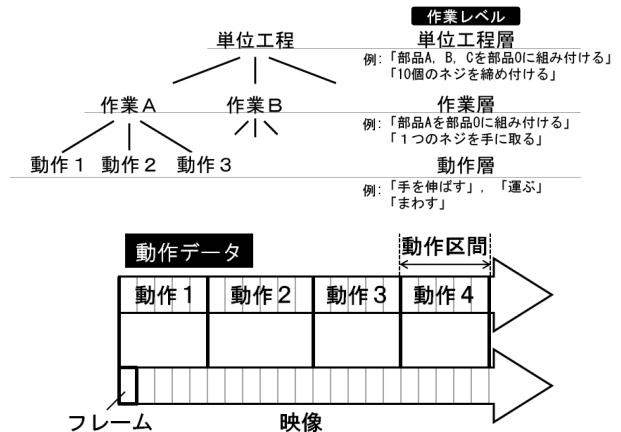 作業レベル
単位工程
単位工程層
例:「部品A, B, Cを部品Oに組み付ける」
「10個のネジを締め付ける」
作業A
作業B
作業層
例:「部品Aを部品Oに組み付ける」
「1つのネジを手に取る」
動作1
動作2
動作3
動作層
例:「手を伸ばす」, 「運ぶ」
「まわす」
動作データ
動作区間
動作1
動作2
動作3
動作4
フレーム
映像